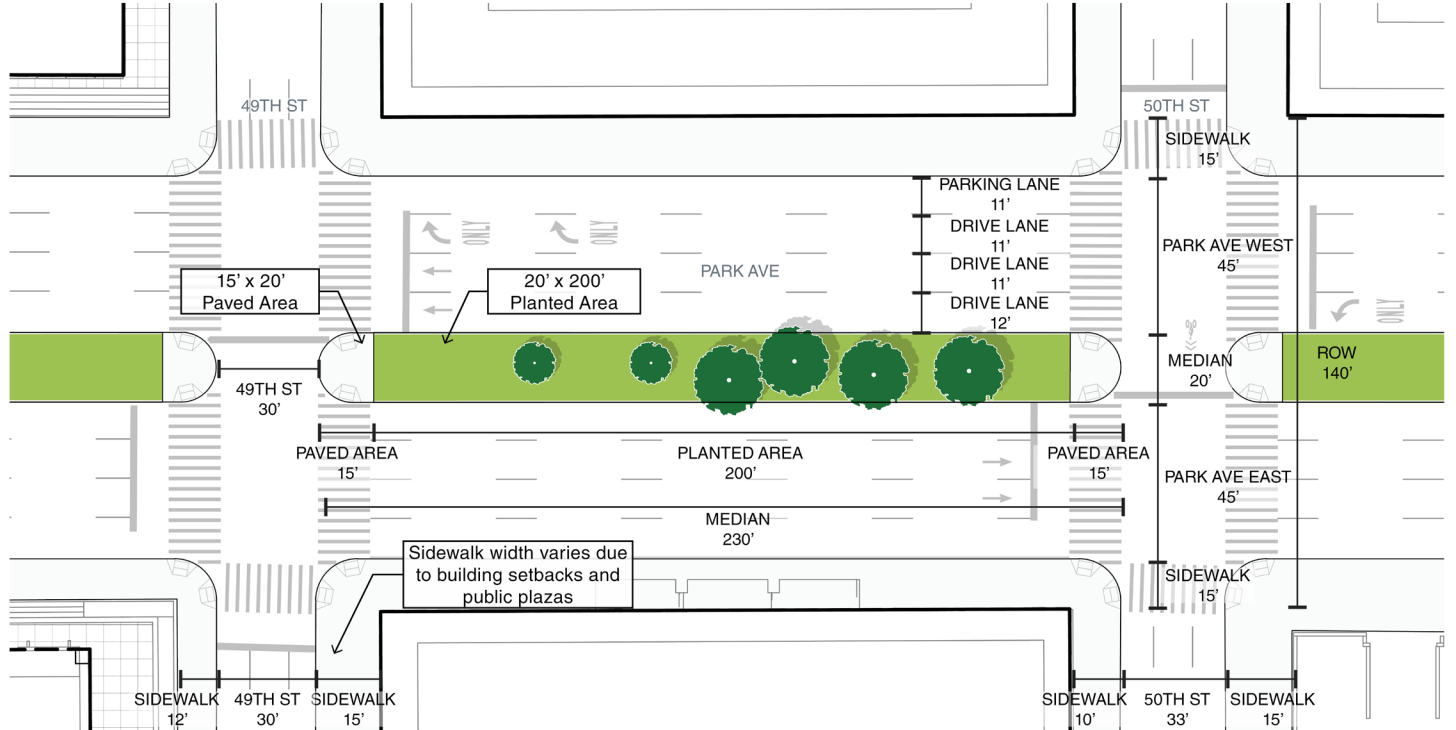 49TH ST
50TH ST
SIDEWALK
15’
PARKING LANE
11’
DRIVE LANE
11’
DRIVE LANE
11’
DRIVE LANE
12’
ONLY
ONLY
PARK AVE
PARK AVE WEST
45’
ONLY
15’ x 20’
Paved Area
20’ x 200’
Planted Area
MEDIAN
20’
ROW
140’
49TH ST
30’
PAVED AREA
15’
PLANTED AREA
200’
PAVED AREA
15’
PARK AVE EAST
45’
MEDIAN
230’
Sidewalk width varies due
to building setbacks and
public plazas
SIDEWALK
15’
SIDEWALK
12’
49TH ST
30’
SIDEWALK
15’
SIDEWALK
10’
50TH ST
33’
SIDEWALK
15’